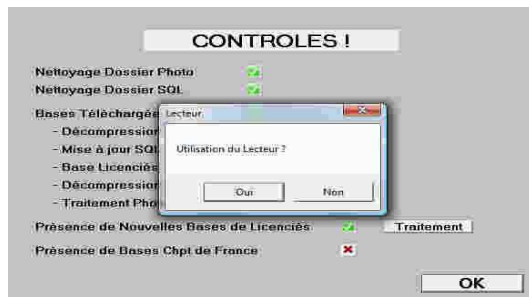 CONTROLES !
Nettoyage Dossier Photo
Nettoyage Dossier SQL
Bases Téléchargée
Lecteur
- Décompression
- Mise à jour SQL
Utilisation du Lecteur ?
- Base Licenciés
- Décompression
Oui Non
- Traitement Pho
Présence de Nouvelles Bases de Licenciés Traitement
Présence de Bases Chpt de France
OK